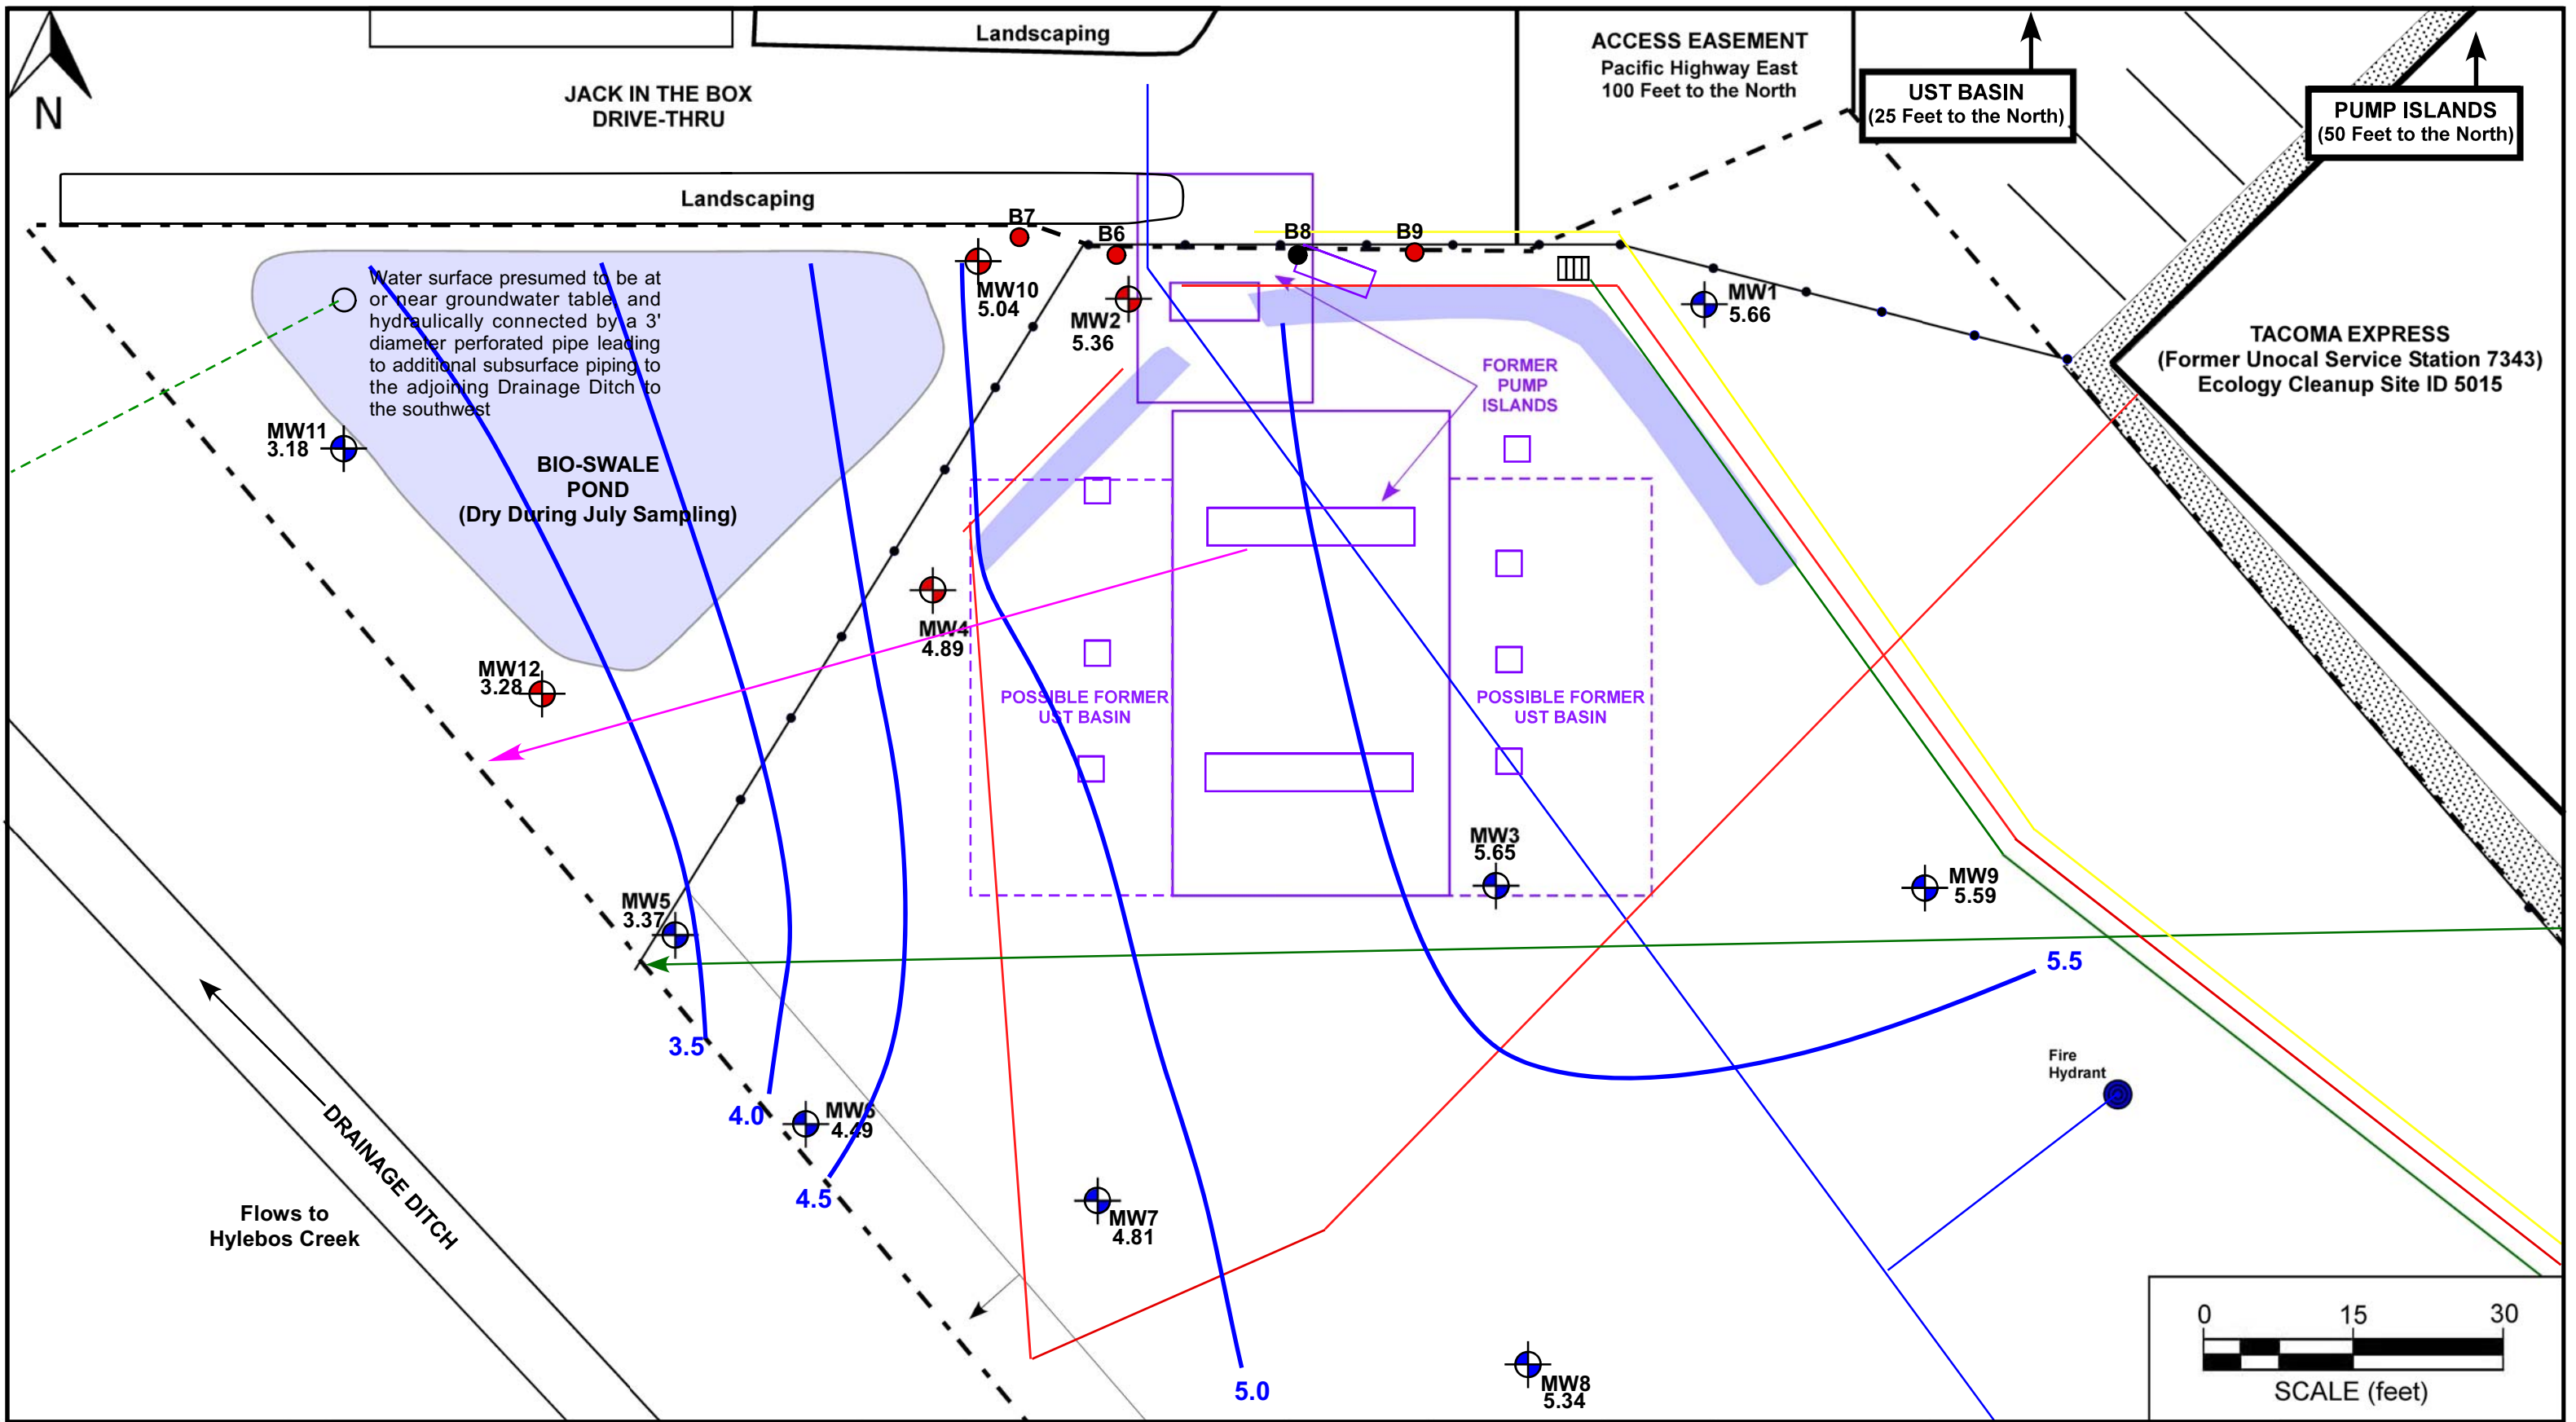 Landscaping
ACCESS EASEMENT
Pacific Highway East
100 Feet to the North
UST BASIN
(25 Feet to the North)
PUMP ISLANDS
(50 Feet to the North)
N
JACK IN THE BOX
DRIVE-THRU
Landscaping
B7
B6
B8
B9
Water surface presumed to be at
or near groundwater table, and
hydraulically connected by a 3'
diameter perforated pipe leading
to additional subsurface piping to
the adjoining Drainage Ditch to
the southwest
MW10
5.04
MW2
5.36
MW1
5.66
TACOMA EXPRESS
(Former Unocal Service Station 7343)
Ecology Cleanup Site ID 5015
FORMER
PUMP
ISLANDS
MW11
3.18
BIO-SWALE
POND
(Dry During July Sampling)
MW4
4.89
MW12
3.28
POSSIBLE FORMER
UST BASIN
POSSIBLE FORMER
UST BASIN
MW3
5.65
MW9
5.59
MW5
3.37
5.5
3.5
4.0
MW6
4.49
4.5
Fire
Hydrant
DRAINAGE DITCH
Flows to
Hylebos Creek
MW7
4.81
5.0
MW8
5.34
0 15 30
SCALE (feet)